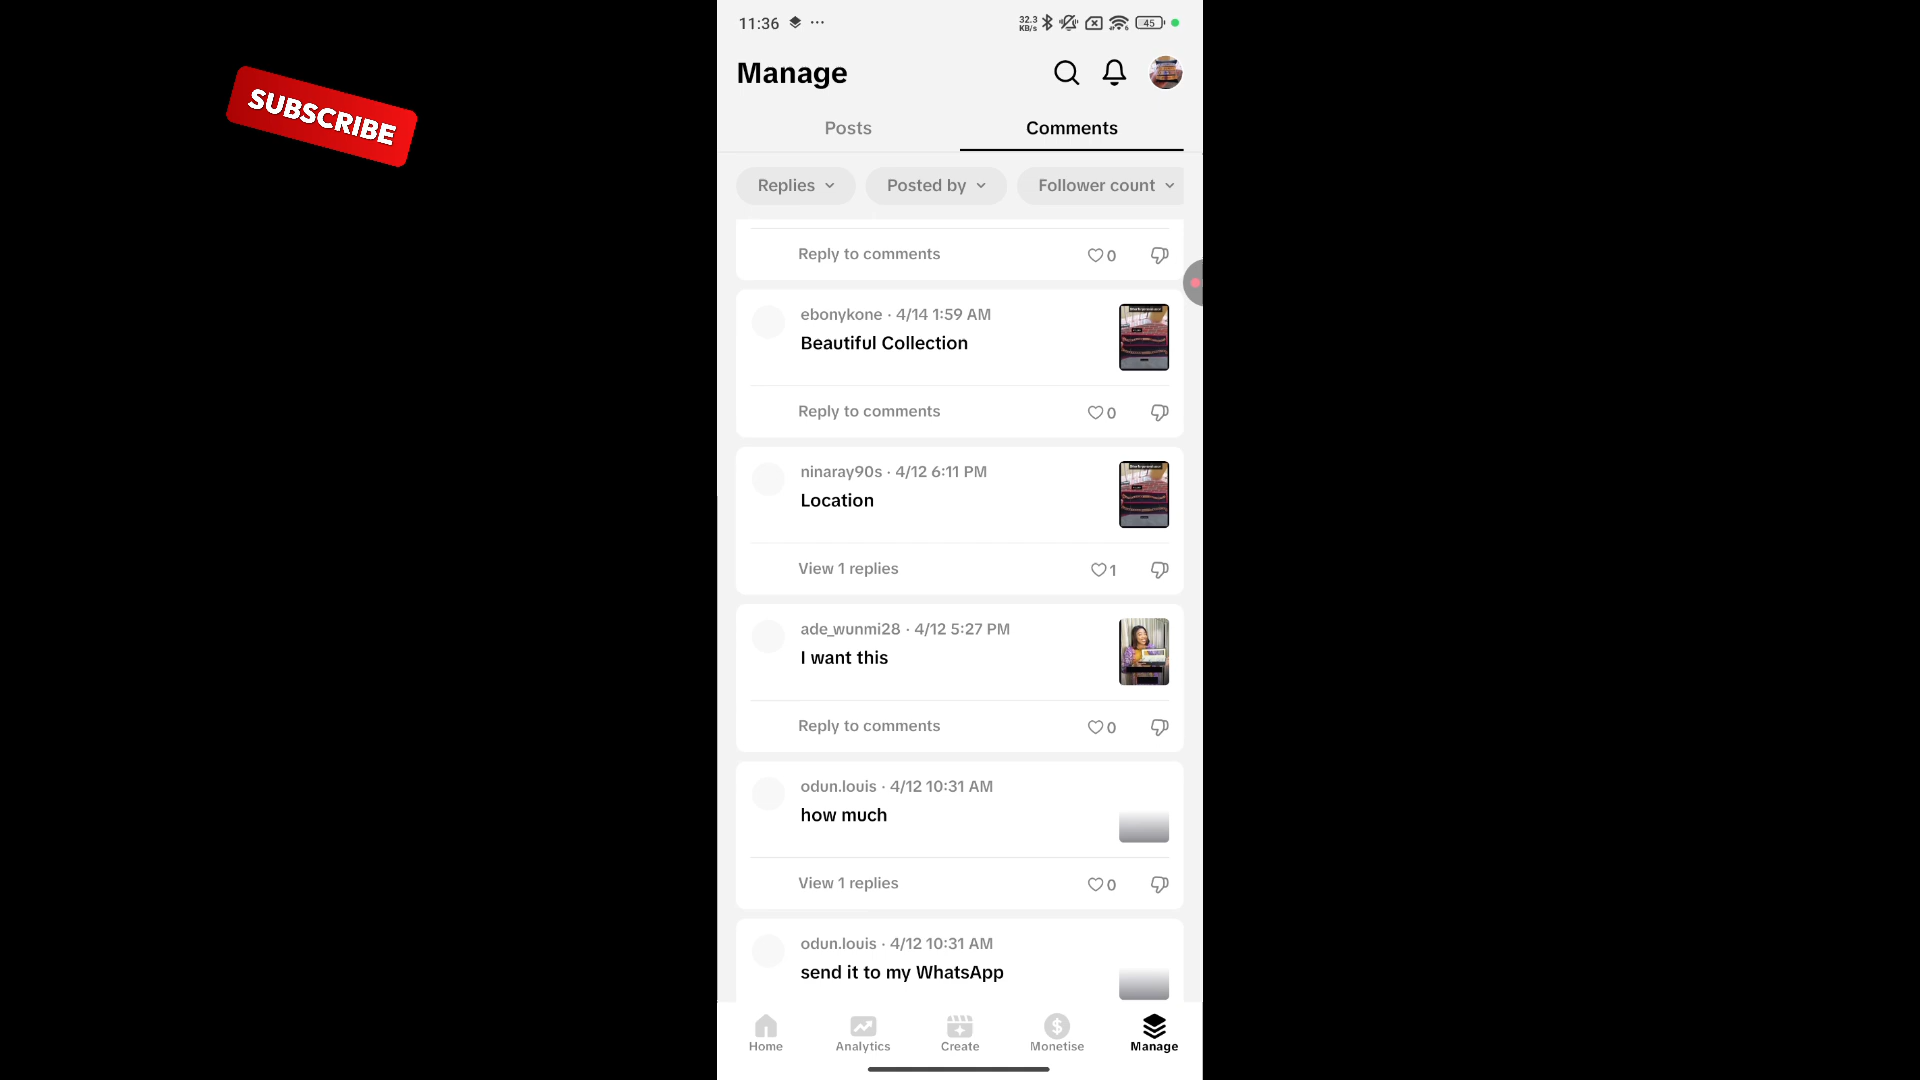 SUBSCRIBE
11:36
32.3
KB/s
45
Manage
Posts
Comments
Replies
Posted by
Follower count
Reply to comments
0
ebonykone · 4/14 1:59 AM
Beautiful Collection
Reply to comments
0
ninaray90s · 4/12 6:11 PM
Location
View 1 replies
1
ade_wunmi28 · 4/12 5:27 PM
I want this
Reply to comments
0
odun.louis · 4/12 10:31 AM
how much
View 1 replies
0
odun.louis · 4/12 10:31 AM
send it to my WhatsApp
Home
Analytics
Create
Monetise
Manage